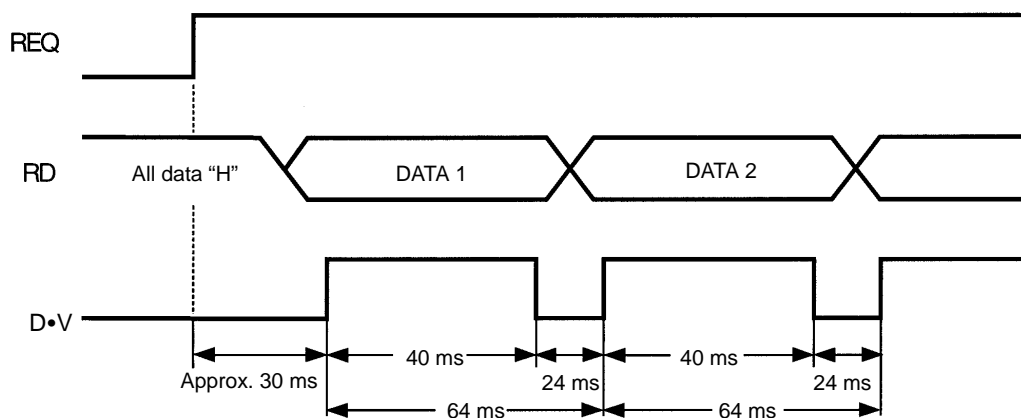 REQ
RD
All data “H”
DATA 1
DATA 2
D•V
Approx. 30 ms
40 ms
24 ms
40 ms
24 ms
64 ms
64 ms